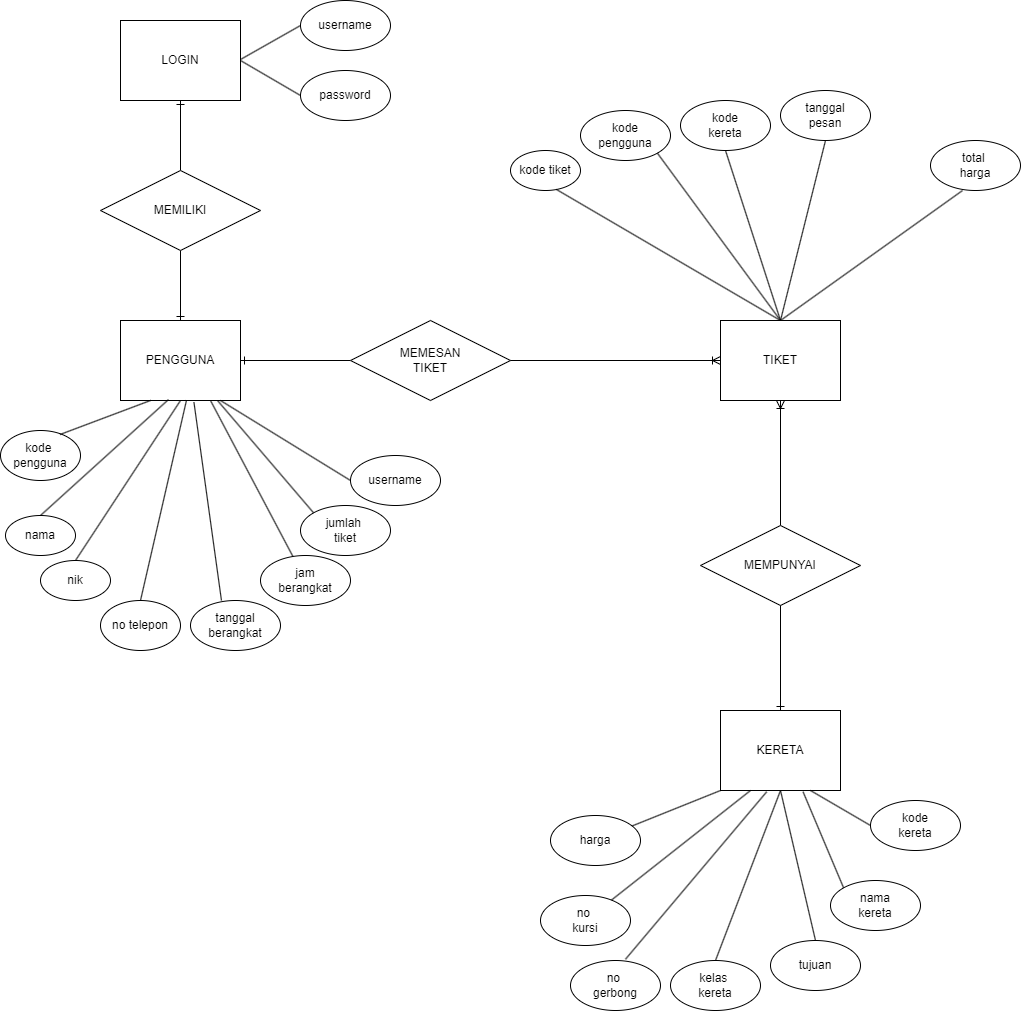 username
LOGIN
password
kode
pengguna
kode
kereta
tanggal
pesan
kode tiket
total
harga
MEMILIKI
PENGGUNA
MEMESAN
TIKET
TIKET
kode
pengguna
username
nama
jumlah
tiket
nik
jam
berangkat
no telepon
tanggal
berangkat
MEMPUNYAI
KERETA
harga
kode
kereta
no
kursi
nama
kereta
no
gerbong
kelas
kereta
tujuan